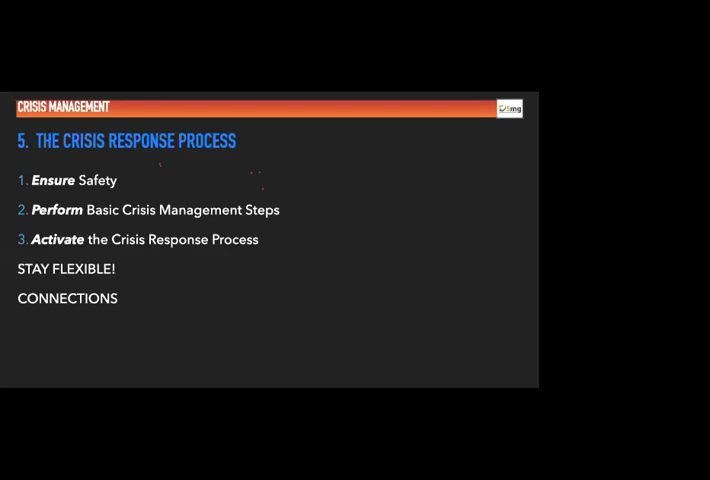 CRISIS MANAGEMENT
5mg
5. THE CRISIS RESPONSE PROCESS
1. Ensure Safety
2. Perform Basic Crisis Management Steps
3. Activate the Crisis Response Process
STAY FLEXIBLE!
CONNECTIONS